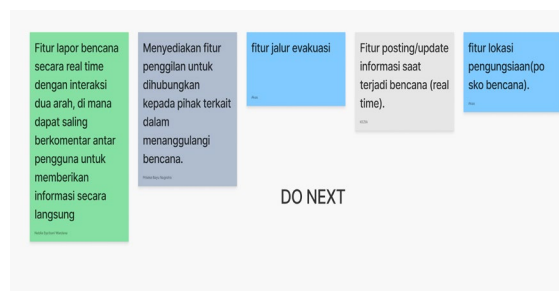 Fitur lapor bencana
secara real time
dengan interaksi
dua arah, di mana
dapat saling
berkomentar antar
pengguna untuk
memberikan
informasi secara
langsung
Menyediakan fitur
penggilan untuk
dihubungkan
kepada pihak terkait
dalam
menanggulangi
bencana.
fitur jalur evakuasi
Fitur posting/update
informasi saat
terjadi bencana (real
time).
fitur lokasi
pengungsiaan(po
sko bencana).
DO NEXT